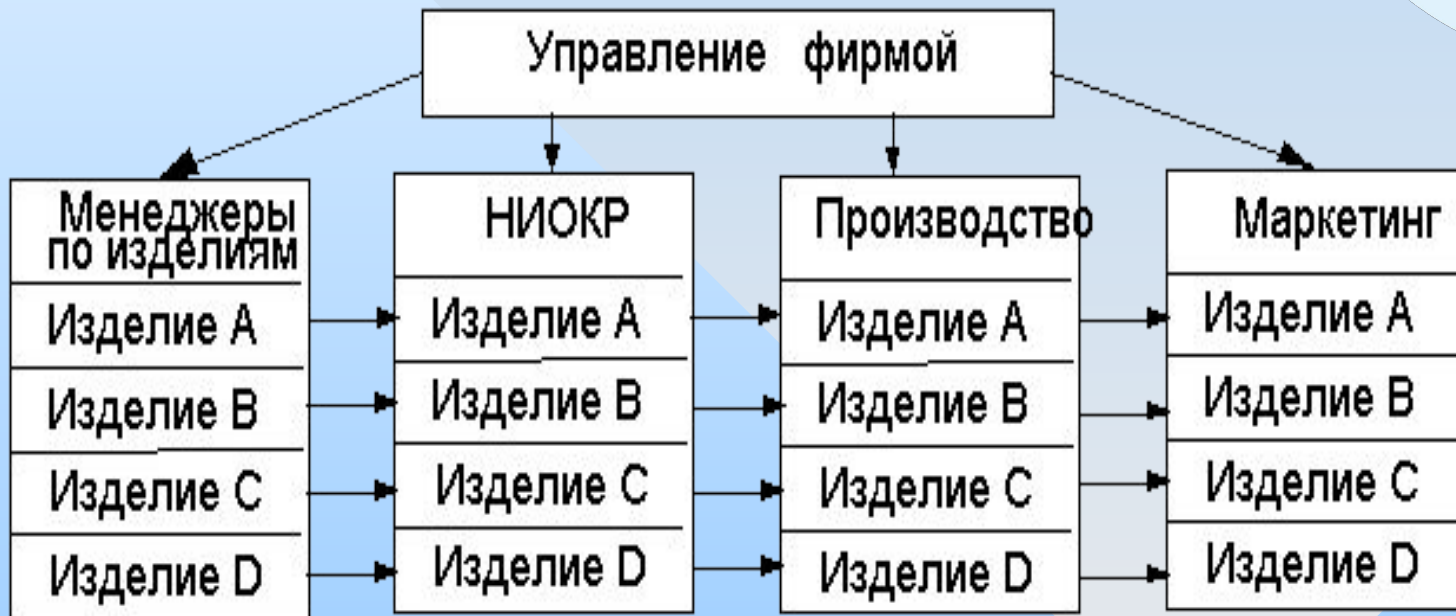 Управление фирмой
Менеджеры
по изделиям
Изделие A
Изделие B
Изделие C
Изделие D
НИОКР
Изделие A
Изделие B
Изделие C
Изделие D
Производство
Изделие A
Изделие B
Изделие C
Изделие D
Маркетинг
Изделие A
Изделие B
Изделие C
Изделие D